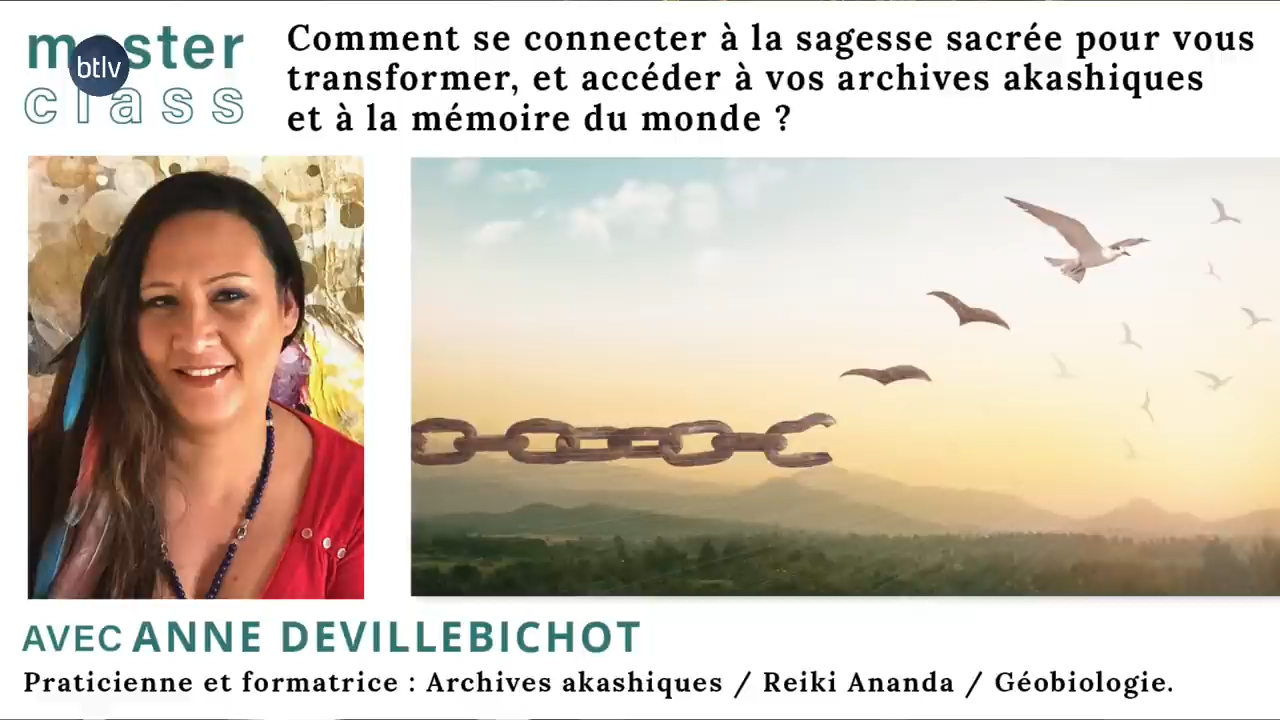 master
btlv
class
Comment se connecter à la sagesse sacrée pour vous
transformer, et accéder à vos archives akashiques
et à la mémoire du monde ?
AVEC ANNE DEVILLEBICHOT
Praticienne et formatrice : Archives akashiques / Reiki Ananda / Géobiologie.